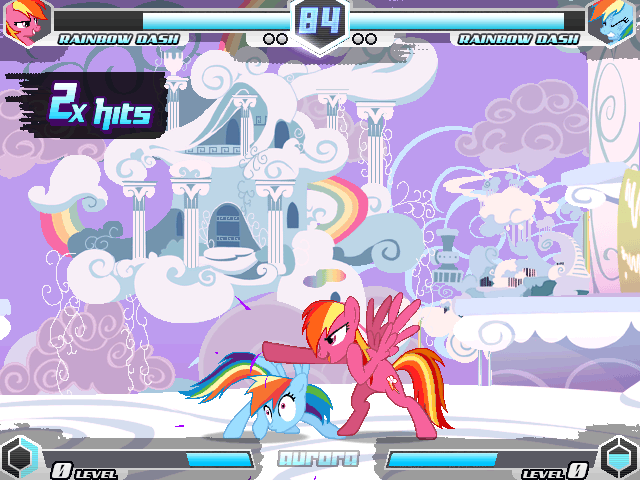 84
RAINBOW DASH
RAINBOW DASH
2x hits
0 LEVEL
aurora
LEVEL 0